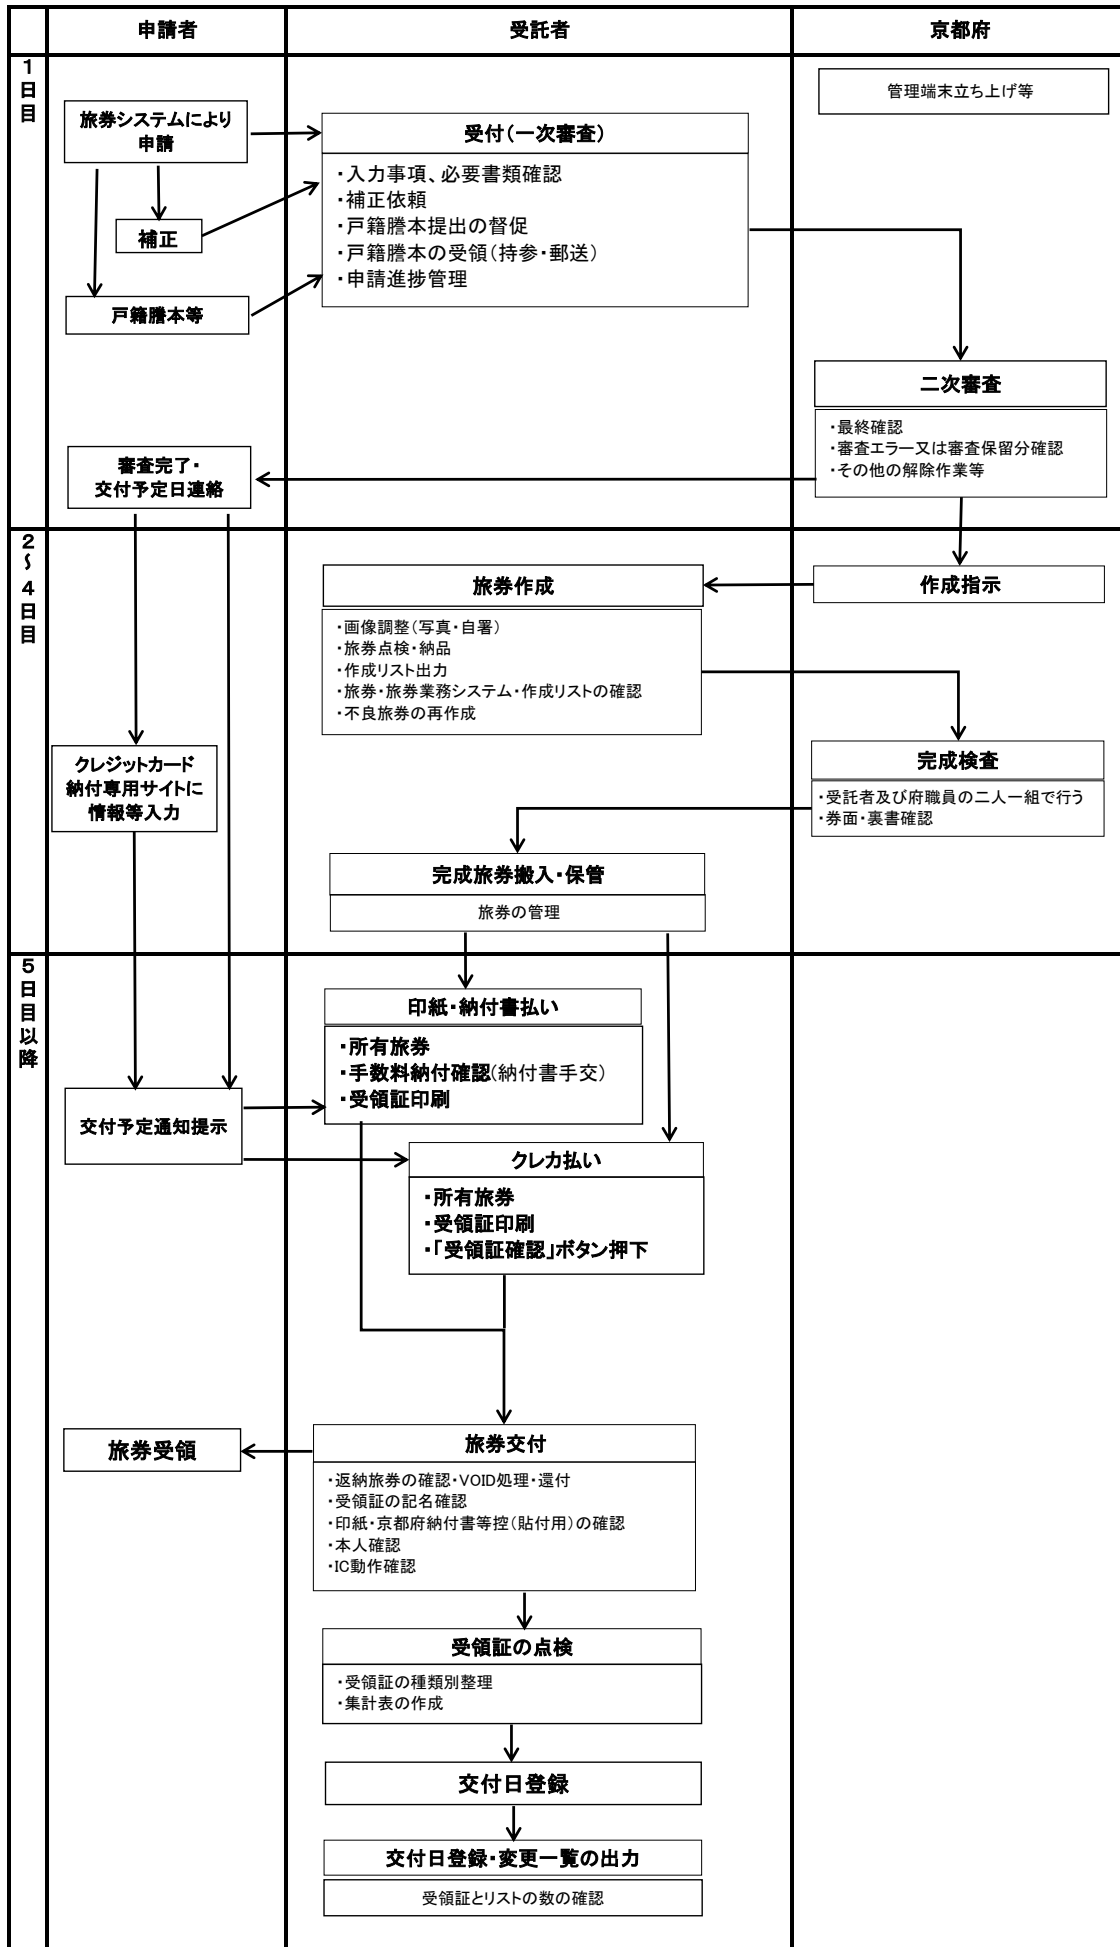 申請者
受託者
京都府
1
日
目
管理端末立ち上げ等
旅券システムにより
申請
受付（一次審査）
・入力事項、必要書類確認
・補正依頼
・戸籍謄本提出の督促
・戸籍謄本の受領（持参・郵送）
・申請進捗管理
補正
戸籍謄本等
二次審査
・最終確認
・審査エラー又は審査保留分確認
・その他の解除作業等
審査完了・
交付予定日連絡
2
～
4
日
目
旅券作成
作成指示
・画像調整（写真・自署）
・旅券点検・納品
・作成リスト出力
・旅券・旅券業務システム・作成リストの確認
・不良旅券の再作成
クレジットカード
納付専用サイトに
情報等入力
完成検査
・受託者及び府職員の二人一組で行う
・券面・裏書確認
完成旅券搬入・保管
旅券の管理
5
日
目
以
降
印紙・納付書払い
・所有旅券
・手数料納付確認(納付書手交)
・受領証印刷
交付予定通知提示
クレカ払い
・所有旅券
・受領証印刷
・「受領証確認」ボタン押下
旅券受領
旅券交付
・返納旅券の確認・VOID処理・還付
・受領証の記名確認
・印紙・京都府納付書等控（貼付用）の確認
・本人確認
・IC動作確認
受領証の点検
・受領証の種類別整理
・集計表の作成
交付日登録
交付日登録・変更一覧の出力
受領証とリストの数の確認